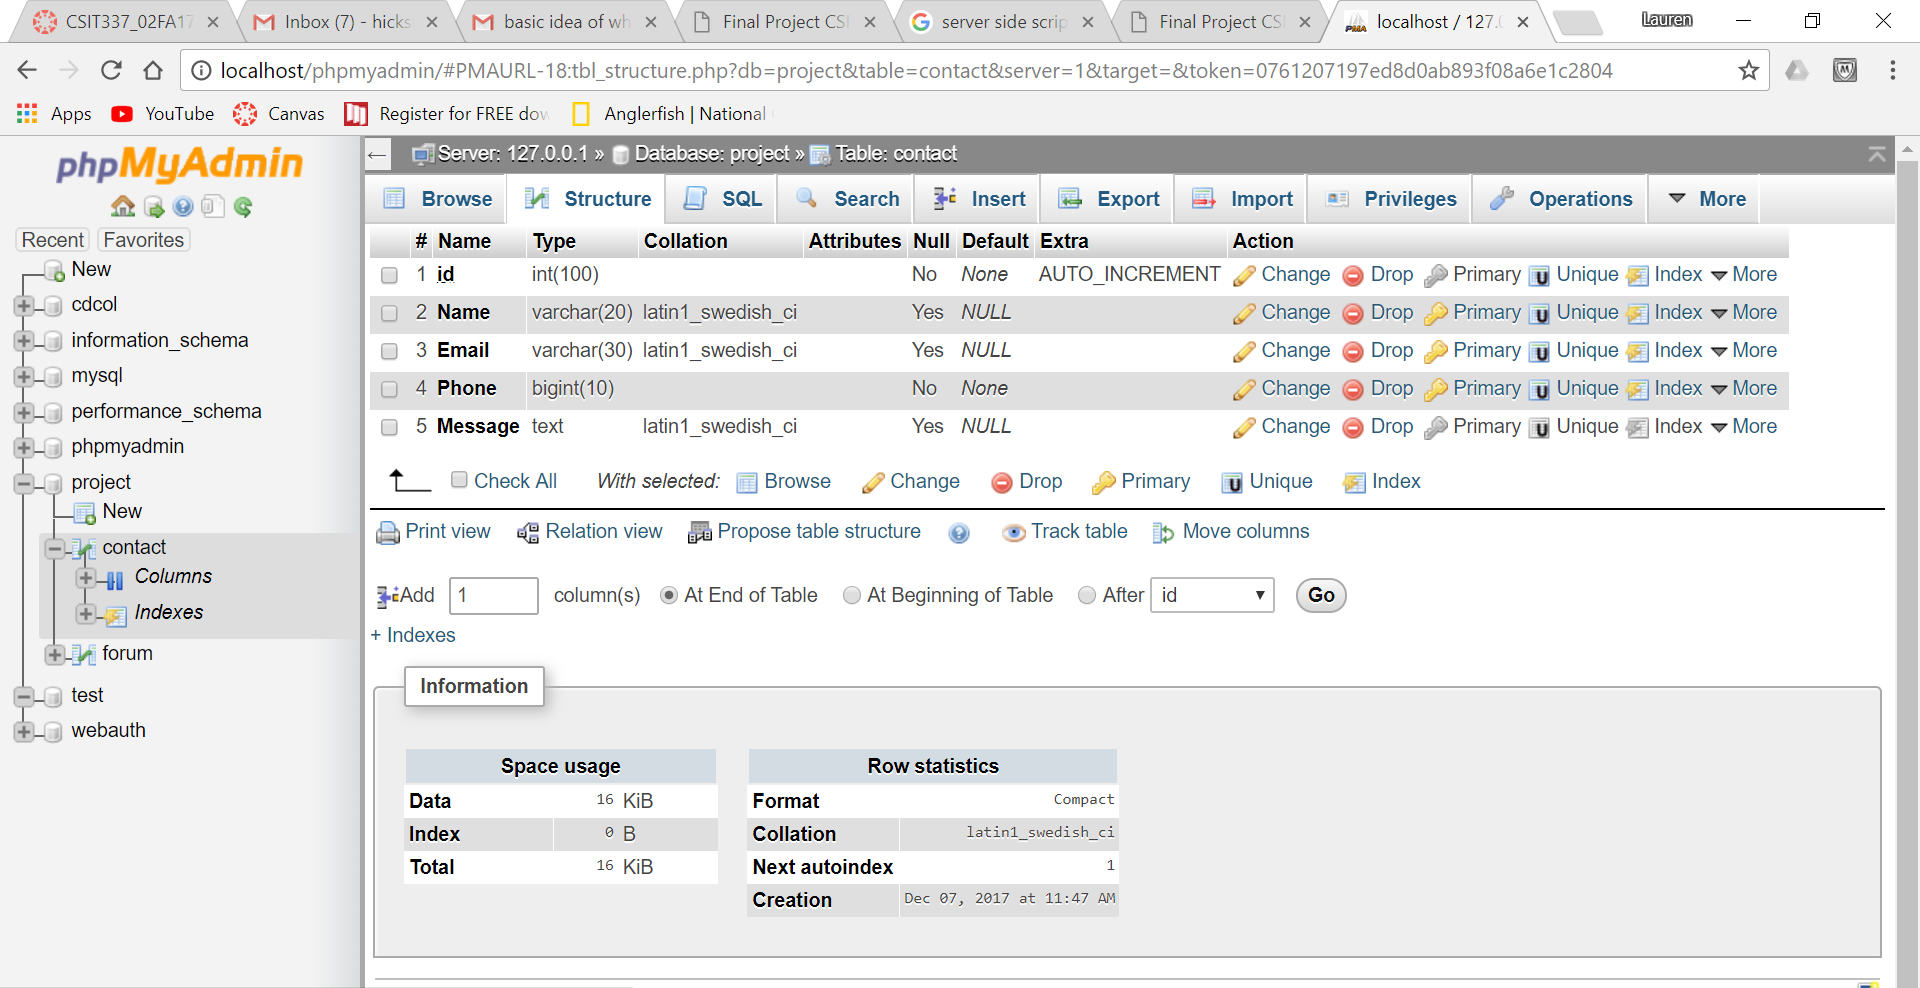 CSIT337_02FA17
Inbox (7) - hicks
basic idea of wh
Final Project CSI
server side scrip
Final Project CSI
localhost / 127.0
Lauren
localhost/phpmyadmin/#PMAURL-18:tbl_structure.php?db=project&table=contact&server=1&target=&token=0761207197ed8d0ab893f08a6e1c2804
Apps YouTube Canvas Register for FREE dow Anglerfish | National
phpMyAdmin
Recent Favorites
New
cdcol
information_schema
mysql
performance_schema
phpmyadmin
project
New
contact
Columns
Indexes
forum
test
webauth
Server: 127.0.0.1 » Database: project » Table: contact
Browse Structure SQL Search Insert Export Import Privileges Operations More
# Name Type Collation Attributes Null Default Extra Action
1 id int(100) No None AUTO_INCREMENT Change Drop Primary Unique Index More
2 Name varchar(20) latin1_swedish_ci Yes NULL Change Drop Primary Unique Index More
3 Email varchar(30) latin1_swedish_ci Yes NULL Change Drop Primary Unique Index More
4 Phone bigint(10) No None Change Drop Primary Unique Index More
5 Message text latin1_swedish_ci Yes NULL Change Drop Primary Unique Index More
Check All With selected: Browse Change Drop Primary Unique Index
Print view Relation view Propose table structure Track table Move columns
Add 1 column(s) At End of Table At Beginning of Table After id Go
+ Indexes
Information
Space usage
Data 16 KiB
Index 0 B
Total 16 KiB
Row statistics
Format Compact
Collation latin1_swedish_ci
Next autoindex 1
Creation Dec 07, 2017 at 11:47 AM